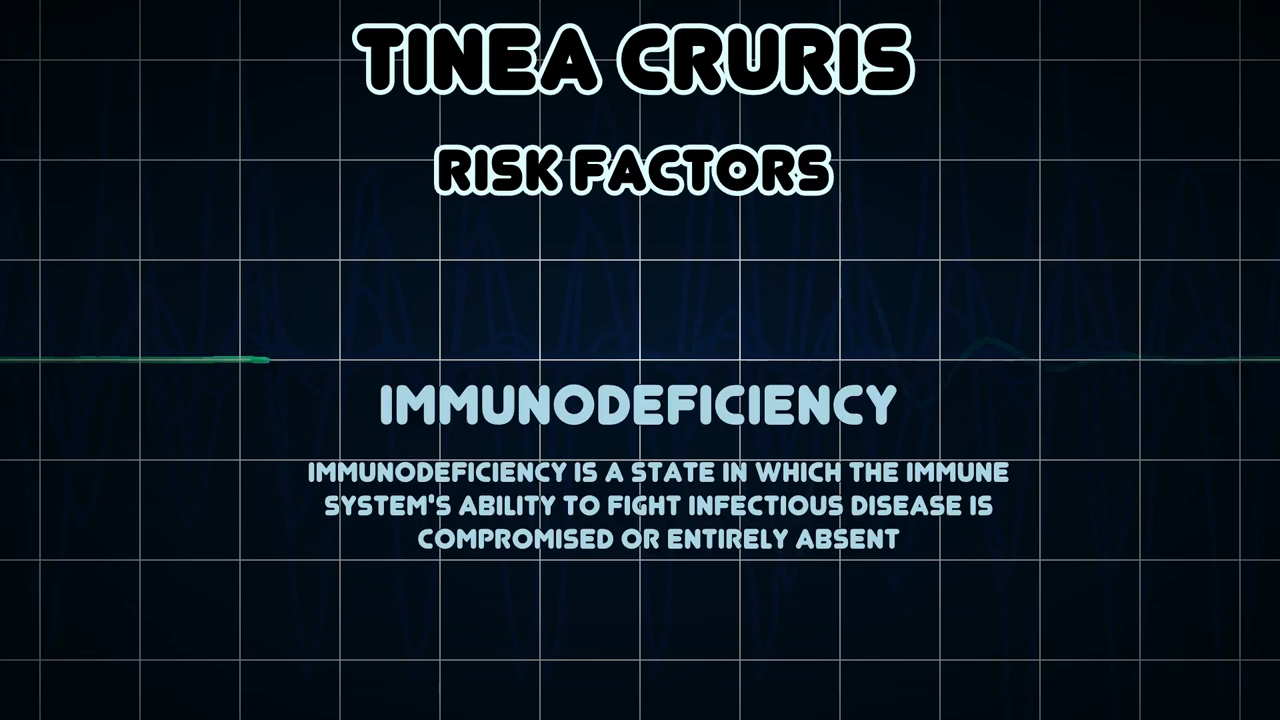 TINEA CRURIS
RISK FACTORS
IMMUNODEFICIENCY
IMMUNODEFICIENCY IS A STATE IN WHICH THE IMMUNE
SYSTEM'S ABILITY TO FIGHT INFECTIOUS DISEASE IS
COMPROMISED OR ENTIRELY ABSENT